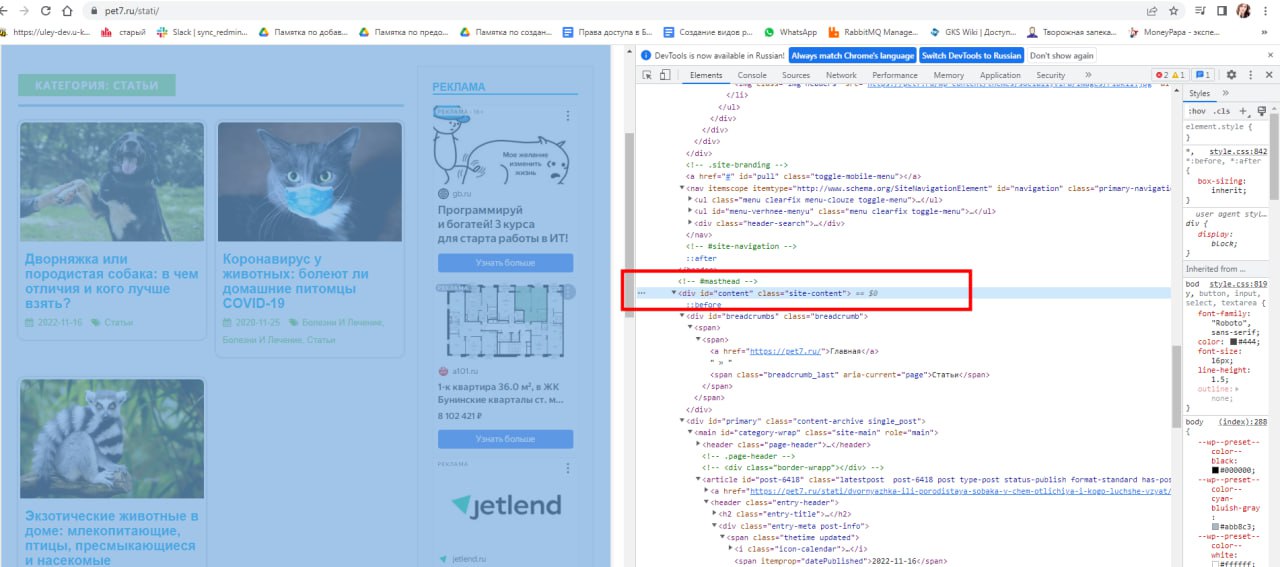 pet7.ru/stati/
https://uley-dev.u-k...
старый
Slack | sync_redmin...
Памятка по добав...
Памятка по предо...
Памятка по создан...
Права доступа в Б...
Создание видов р...
WhatsApp
RabbitMQ Manage...
GKS Wiki | Доступ...
Творожная запека...
MoneyPapa - экспе...
»
КАТЕГОРИЯ: СТАТЬИ
Дворняжка или
породистая собака: в чем
отличия и кого лучше
взять?
2022-11-16 Статьи
Коронавирус у
животных: болеют ли
домашние питомцы
COVID-19
2020-11-25 Болезни И Лечение,
Болезни И Лечение, Статьи
Экзотические животные в
доме: млекопитающие,
птицы, пресмыкающиеся
и насекомые
РЕКЛАМА
РЕКЛАМА · 16+
Мое желание
изменить
жизнь
gb.ru
Программируй
и богатей! 3 курса
для старта работы в ИТ!
Узнать больше
a101.ru
1-к квартира 36.0 м², в ЖК
Бунинские кварталы ст. м...
8 102 421 ₽
Узнать больше
РЕКЛАМА
jetlend
jetlend.ru
DevTools is now available in Russian!
Always match Chrome's language
Switch DevTools to Russian
Don't show again
Elements
Console
Sources
Network
Performance
Memory
Application
Security
»
2
1
1
</li>
</ul>
</div>
</div>
</div>
<!-- .site-branding -->
<a href="#" id="pull" class="toggle-mobile-menu"></a>
<nav itemscope itemtype="http://www.schema.org/SiteNavigationElement" id="navigation" class="primary-navigat
<ul class="menu clearfix menu-clouze toggle-menu">…</ul>
<ul id="menu-verhnee-menyu" class="menu clearfix toggle-menu">…</ul>
<div class="header-search">…</div>
</nav>
<!-- #site-navigation -->
::after
</header>
<!-- #masthead -->
<div id="content" class="site-content"> == $0
::before
<div id="breadcrumbs" class="breadcrumb">
<span>
<span>
<a href="https://pet7.ru/">Главная</a>
" » "
<span class="breadcrumb_last" aria-current="page">Статьи</span>
</span>
</span>
</div>
<div id="primary" class="content-archive single_post">
<main id="category-wrap" class="site-main" role="main">
<header class="page-header">…</header>
<!-- .page-header -->
<!-- <div class="border-wrapp"></div> -->
<article id="post-6418" class="latestpost  post-6418 post type-post status-publish format-standard has-pos
<a href="https://pet7.ru/stati/dvornyazhka-ili-porodistaya-sobaka-v-chem-otlichiya-i-kogo-luchshe-vzyat/
<header class="entry-header">
<h2 class="entry-title">…</h2>
<div class="entry-meta post-info">
<span class="thetime updated">
<i class="icon-calendar">…</i>
<span itemprop="datePublished">2022-11-16</span>
Styles
»
:hov .cls
element.style {
}
*, style.css:842
*:before, *:after
{
box-sizing:
inherit;
}
user agent sty…
div {
display:
block;
}
Inherited from ...
body style.css:819
y, button, input,
select, textarea {
font-family:
"Roboto",
sans-serif;
color: #444;
font-size:
16px;
line-height:
1.5;
outline:
none;
}
body (index):288
{
--wp--preset--
color--
black:
#000000;
--wp--preset--
color--
cyan-
bluish-gray:
#abb8c3;
--wp--preset--
color--
white:
#ffffff;